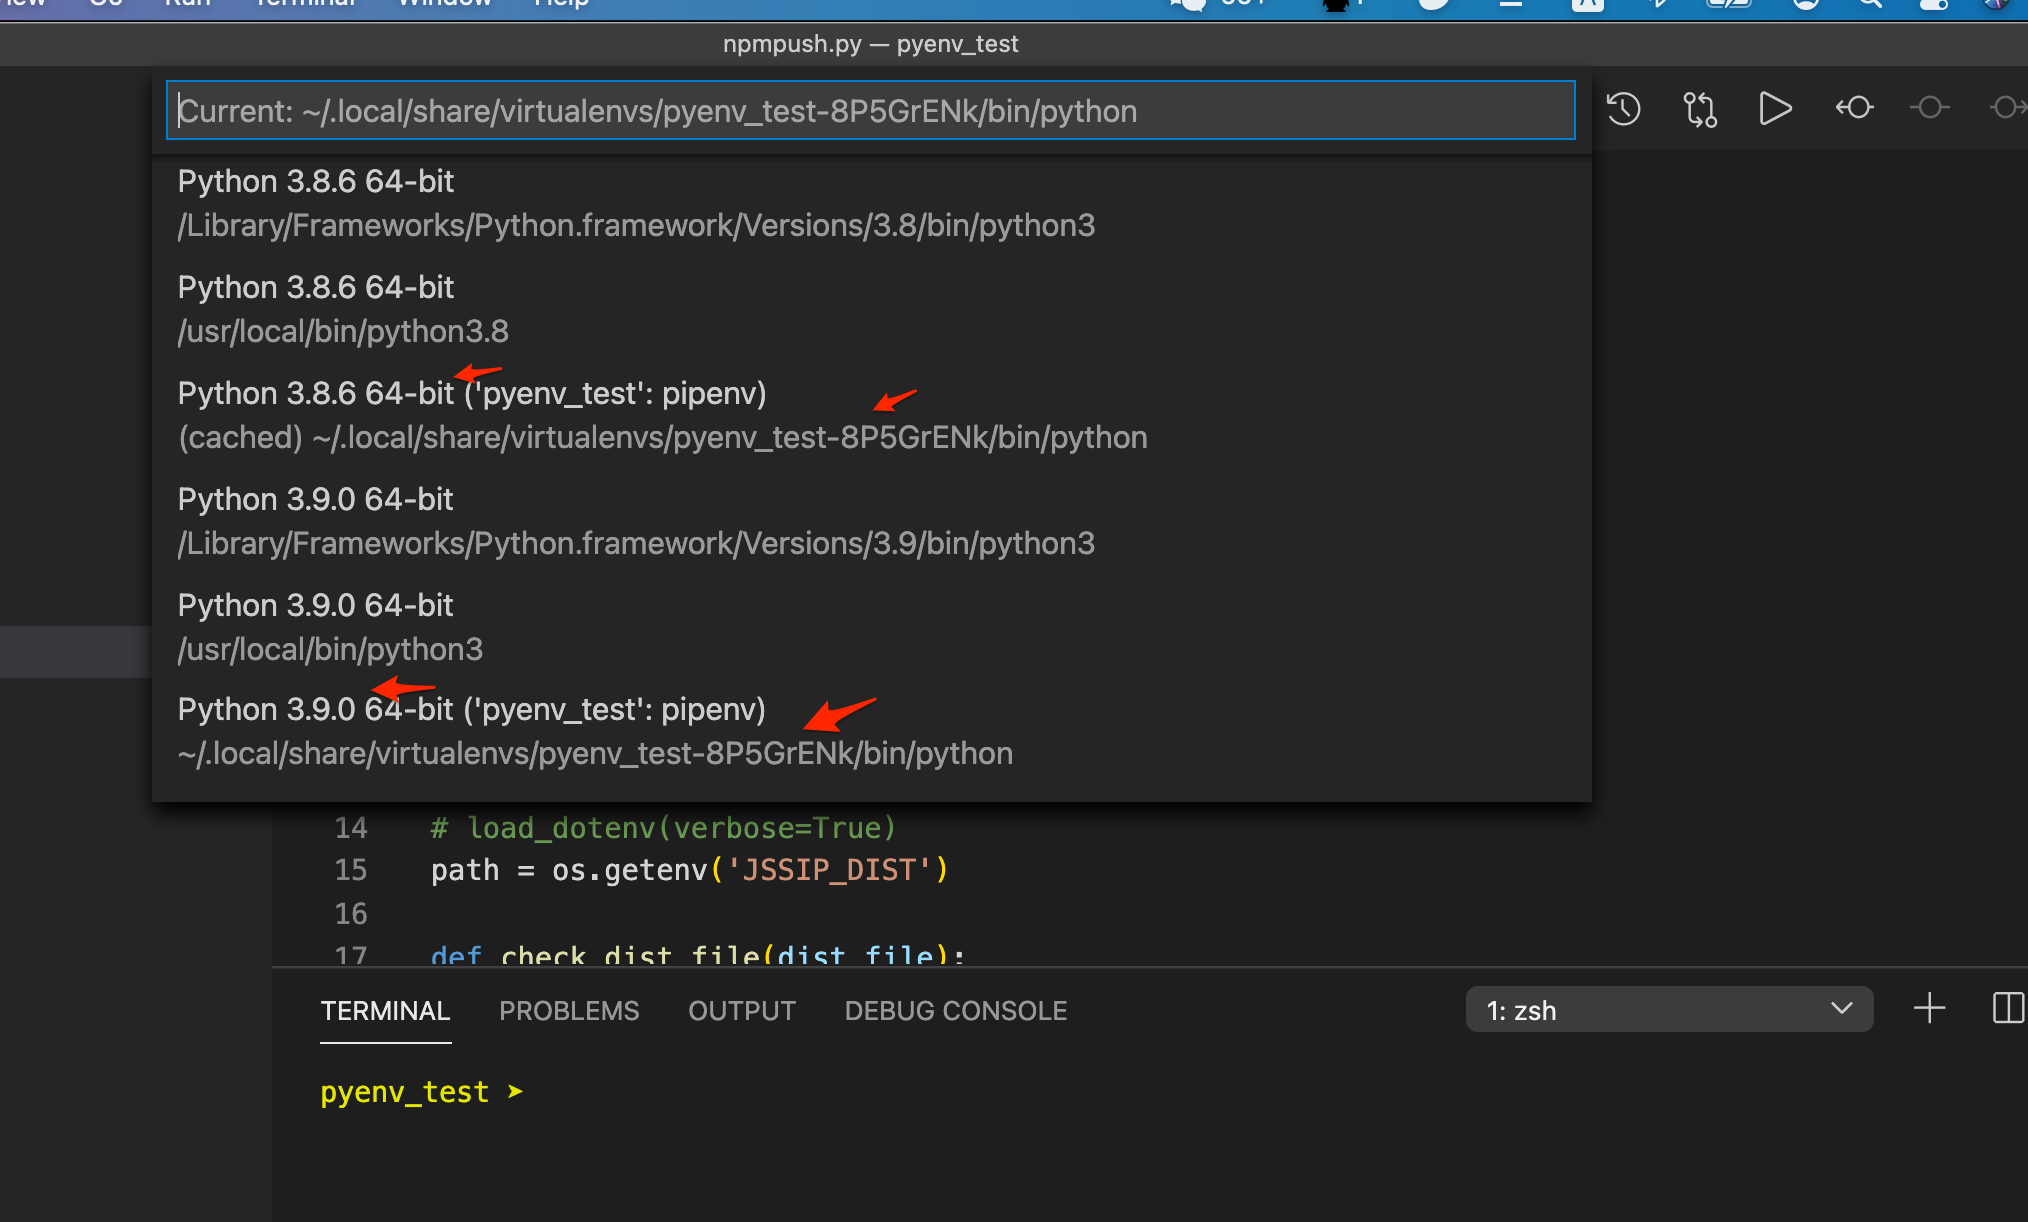 Go Run Terminal Window Help
npmpush.py — pyenv_test
Current: ~/.local/share/virtualenvs/pyenv_test-8P5GrENk/bin/python
Python 3.8.6 64-bit
/Library/Frameworks/Python.framework/Versions/3.8/bin/python3
Python 3.8.6 64-bit
/usr/local/bin/python3.8
Python 3.8.6 64-bit ('pyenv_test': pipenv)
(cached) ~/.local/share/virtualenvs/pyenv_test-8P5GrENk/bin/python
Python 3.9.0 64-bit
/Library/Frameworks/Python.framework/Versions/3.9/bin/python3
Python 3.9.0 64-bit
/usr/local/bin/python3
Python 3.9.0 64-bit ('pyenv_test': pipenv)
~/.local/share/virtualenvs/pyenv_test-8P5GrENk/bin/python
14 # load_dotenv(verbose=True)
15 path = os.getenv('JSSIP_DIST')
16
17 def check_dist_file(dist_file):
TERMINAL PROBLEMS OUTPUT DEBUG CONSOLE 1: zsh
pyenv_test ➤